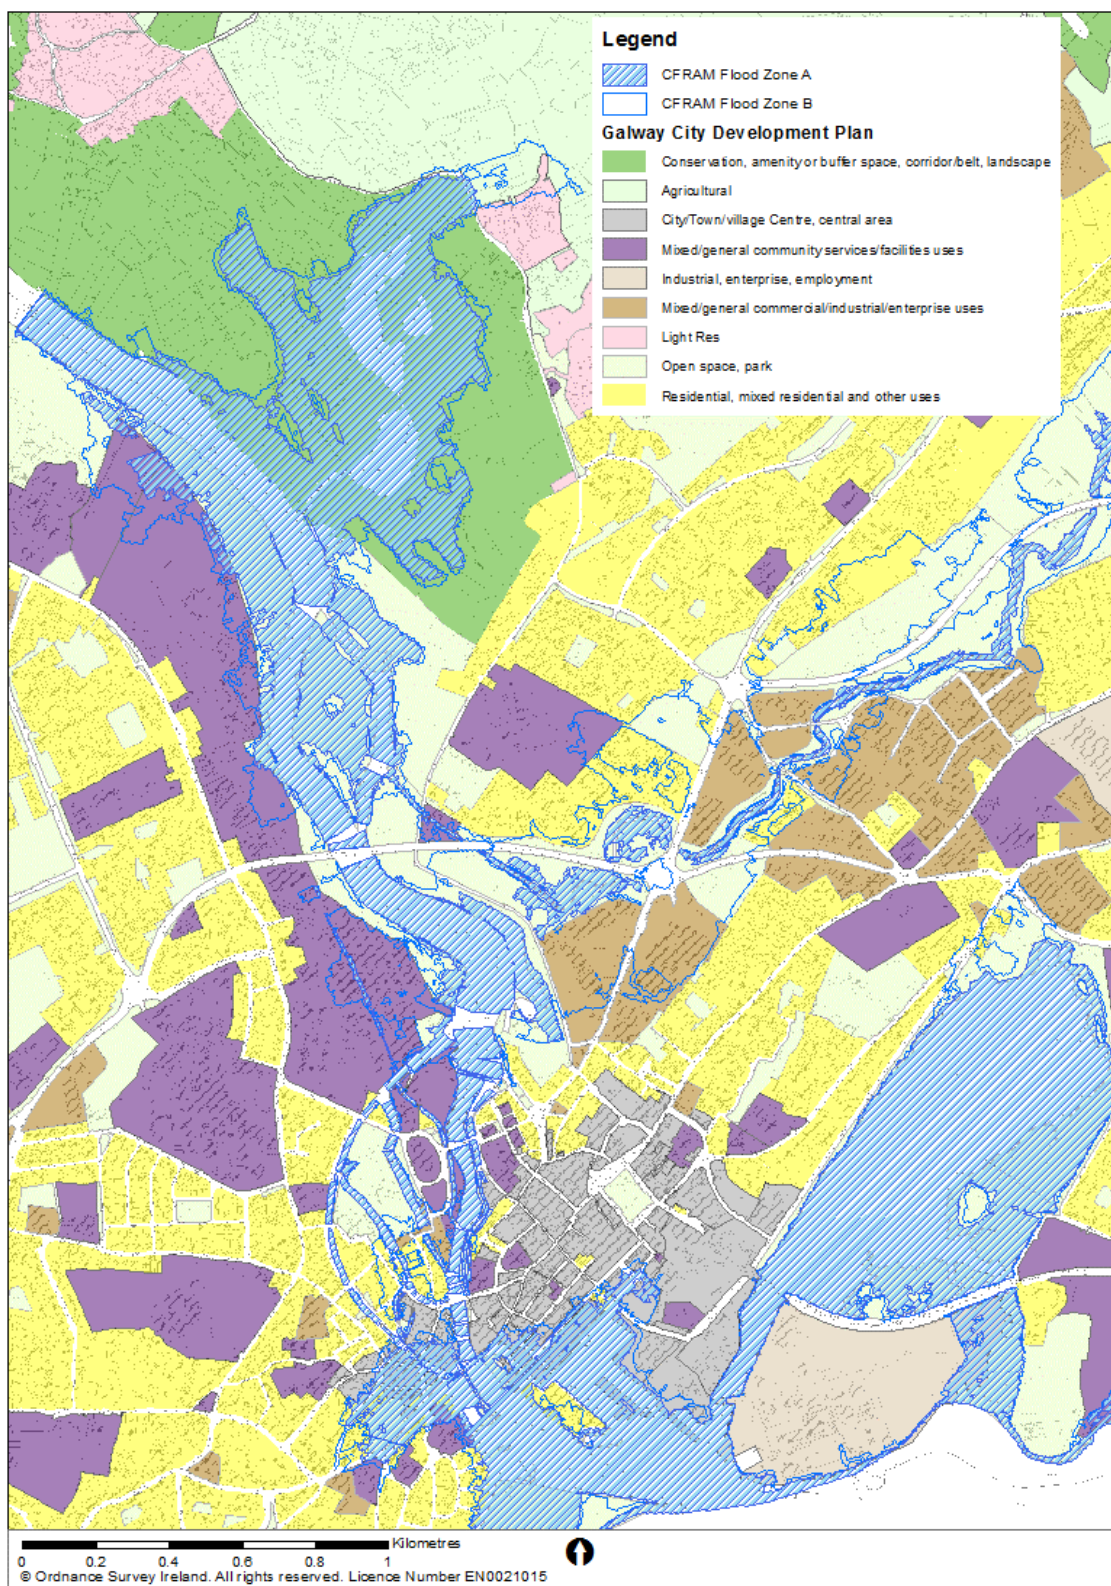 Legend
CFRAM Flood Zone A
CFRAM Flood Zone B
Galway City Development Plan
Conservation, amenity or buffer space, corridor/belt, landscape
Agricultural
City/Town/village Centre, central area
Mixed/general community services/facilities uses
Industrial, enterprise, employment
Mixed/general commercial/industrial/enterprise uses
Light Res
Open space, park
Residential, mixed residential and other uses
Kilometres
0 0.2 0.4 0.6 0.8 1
© Ordnance Survey Ireland. All rights reserved. Licence Number EN0021015